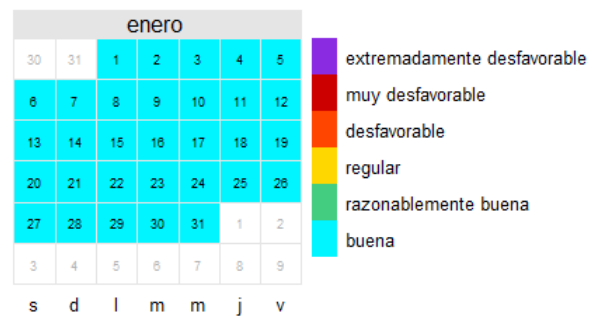 enero
30 31 1 2 3 4 5
6 7 8 9 10 11 12
13 14 15 16 17 18 19
20 21 22 23 24 25 26
27 28 29 30 31 1 2
3 4 5 6 7 8 9
s d l m m j v
extremadamente desfavorable
muy desfavorable
desfavorable
regular
razonablemente buena
buena